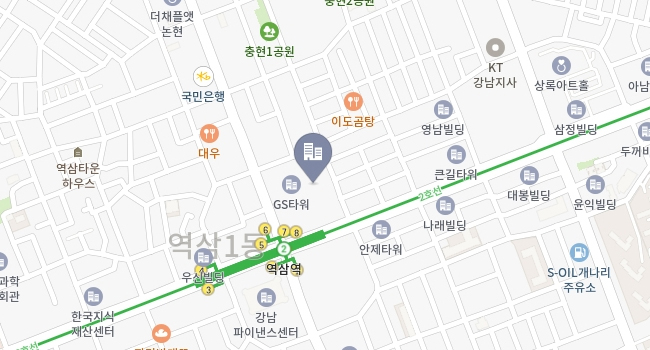 더채플앳
논현
충현2공원
충현1공원
KT
강남지사
상록아트홀
국민은행
이도곰탕
영남빌딩
삼정빌딩
대우
역삼타운
하우스
큰길타워
GS타워
2호선
대봉빌딩
윤익빌딩
나래빌딩
6
7
8
5
역삼1동
2
안제타워
우신빌딩
4
역삼역
3
S-OIL개나리
주유소
과학
회관
한국지식
재산센터
강남
파이낸스센터